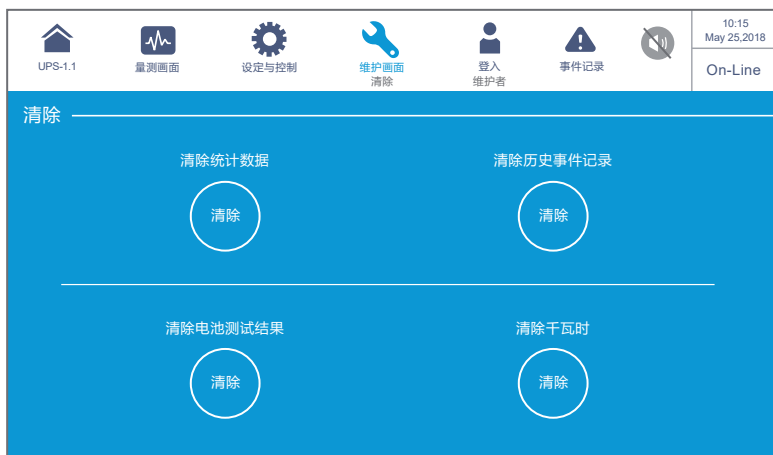 UPS-1.1
量测画面
设定与控制
维护画面
清除
登入
维护者
事件记录
10:15
May 25,2018
On-Line
清除
清除统计数据
清除历史事件记录
清除
清除
清除电池测试结果
清除千瓦时
清除
清除